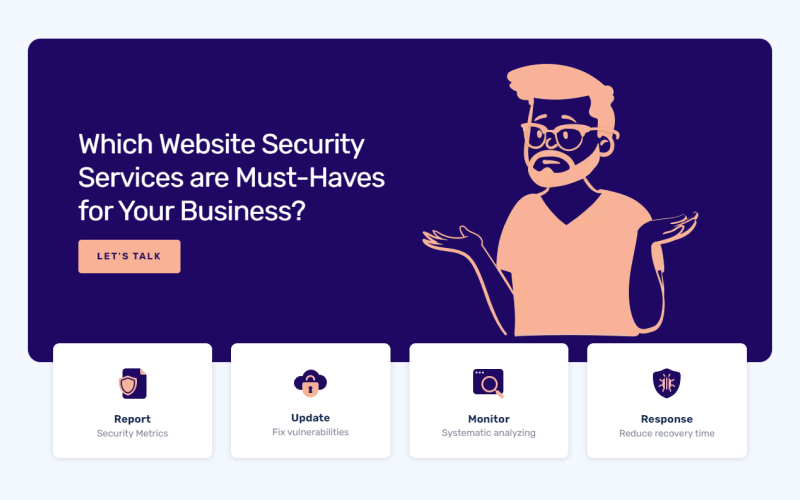 Which Website Security
Services are Must-Haves
for Your Business?
LET'S TALK
Report
Security Metrics
Update
Fix vulnerabilities
Monitor
Systematic analyzing
Response
Reduce recovery time